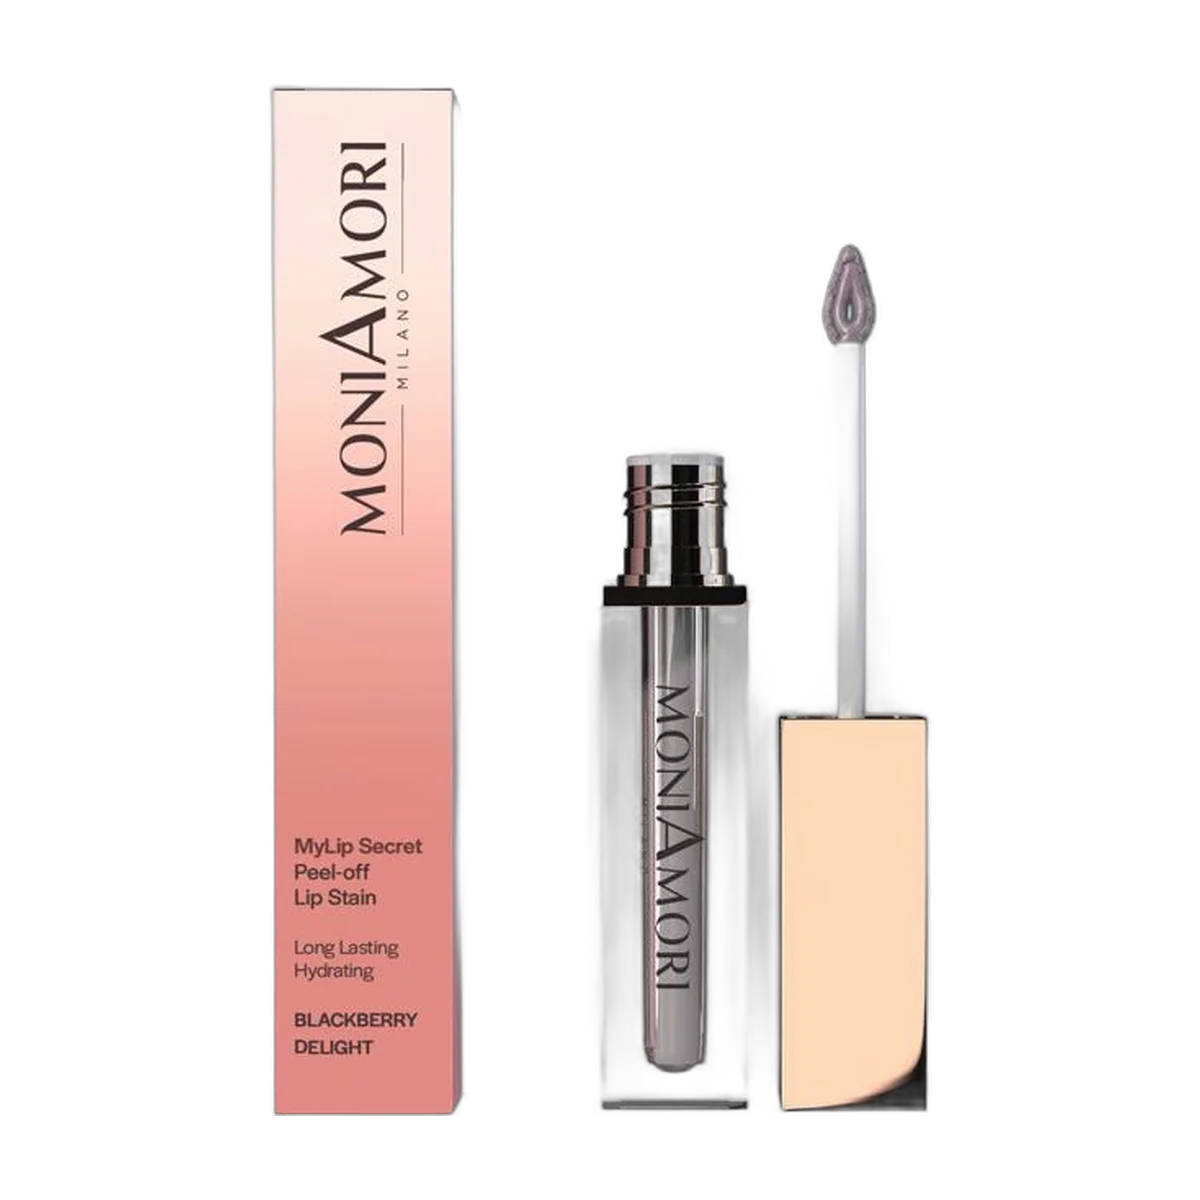 MONIAMORI
MILANO
MyLip Secret
Peel-off
Lip Stain
Long Lasting
Hydrating
BLACKBERRY
DELIGHT
MONIAMORI